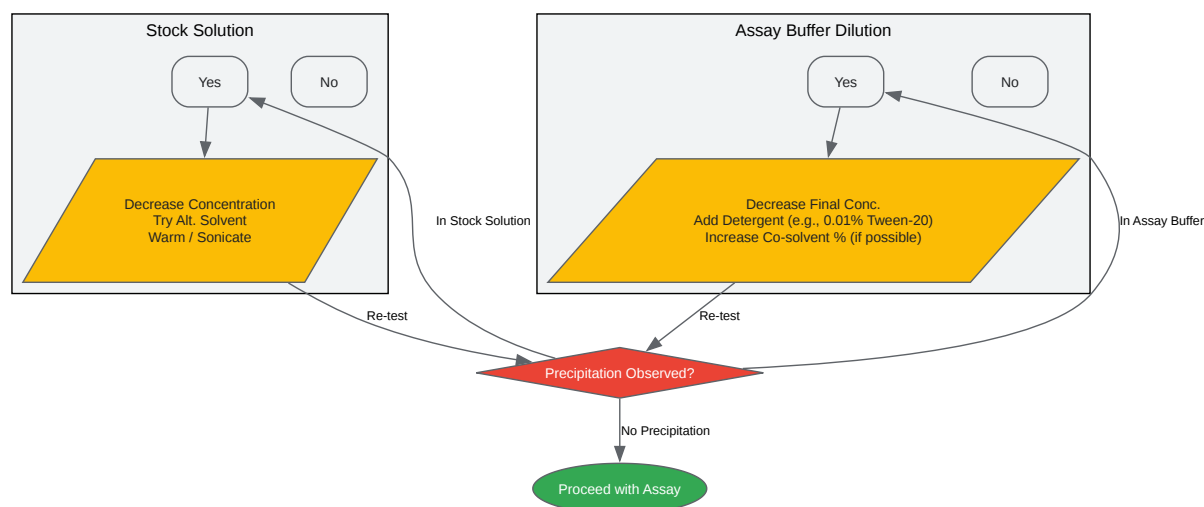 Stock Solution
Assay Buffer Dilution
Yes
No
Yes
No
Decrease Concentration
Try Alt. Solvent
Warm / Sonicate
Decrease Final Conc.
Add Detergent (e.g., 0.01% Tween-20)
Increase Co-solvent % (if possible)
In Stock Solution
In Assay Buffer
Re-test
Re-test
Precipitation Observed?
No Precipitation
Proceed with Assay